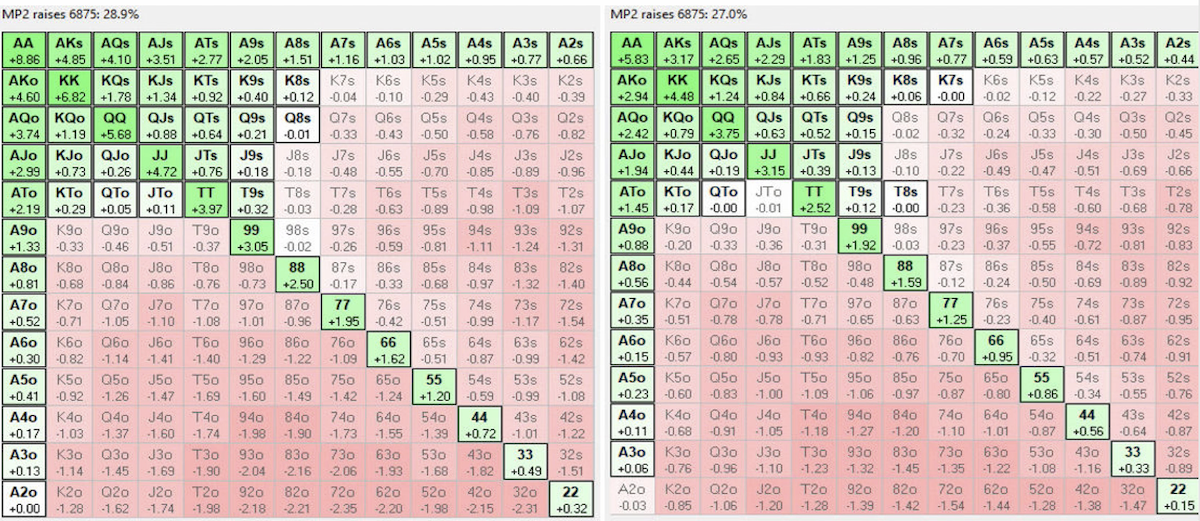 MP2 raises 6875: 28.9%
AA AKs AQs AJs ATs A9s A8s A7s A6s A5s A4s A3s A2s
+8.86 +4.85 +4.10 +3.51 +2.77 +2.05 +1.51 +1.16 +1.03 +1.02 +0.95 +0.77 +0.66
AKo KK KQs KJs KTs K9s K8s K7s K6s K5s K4s K3s K2s
+4.60 +6.82 +1.78 +1.34 +0.92 +0.40 +0.12 -0.04 -0.10 -0.29 -0.43 -0.40 -0.39
AQo KQo QQ QJs QTs Q9s Q8s Q7s Q6s Q5s Q4s Q3s Q2s
+3.74 +1.19 +5.68 +0.88 +0.64 +0.21 -0.01 -0.33 -0.43 -0.50 -0.58 -0.76 -0.82
AJo KJo QJo JJ JTs J9s J8s J7s J6s J5s J4s J3s J2s
+2.99 +0.73 +0.26 +4.72 +0.76 +0.18 -0.18 -0.48 -0.55 -0.70 -0.85 -0.89 -0.96
ATo KTo QTo JTo TT T9s T8s T7s T6s T5s T4s T3s T2s
+2.19 +0.29 +0.05 +0.11 +3.97 +0.32 -0.03 -0.28 -0.63 -0.89 -0.98 -1.09 -1.07
A9o K9o Q9o J9o T9o 99 98s 97s 96s 95s 94s 93s 92s
+1.33 -0.33 -0.46 -0.51 -0.37 +3.05 -0.02 -0.26 -0.59 -0.81 -1.11 -1.24 -1.31
A8o K8o Q8o J8o T8o 98o 88 87s 86s 85s 84s 83s 82s
+0.81 -0.68 -0.84 -0.86 -0.76 -0.73 +2.50 -0.17 -0.33 -0.68 -0.97 -1.32 -1.40
A7o K7o Q7o J7o T7o 97o 87o 77 76s 75s 74s 73s 72s
+0.52 -0.71 -1.05 -1.10 -1.08 -1.01 -0.96 +1.95 -0.42 -0.51 -0.99 -1.17 -1.54
A6o K6o Q6o J6o T6o 96o 86o 76o 66 65s 64s 63s 62s
+0.30 -0.82 -1.14 -1.41 -1.40 -1.29 -1.22 -1.09 +1.62 -0.51 -0.87 -0.99 -1.42
A5o K5o Q5o J5o T5o 95o 85o 75o 65o 55 54s 53s 52s
+0.41 -0.92 -1.26 -1.47 -1.69 -1.60 -1.49 -1.42 -1.24 +1.20 -0.59 -0.99 -1.08
A4o K4o Q4o J4o T4o 94o 84o 74o 64o 54o 44 43s 42s
+0.17 -1.03 -1.37 -1.60 -1.74 -1.98 -1.90 -1.73 -1.55 -1.39 +0.72 -1.01 -1.22
A3o K3o Q3o J3o T3o 93o 83o 73o 63o 53o 43o 33 32s
+0.13 -1.14 -1.45 -1.69 -1.90 -2.04 -2.16 -2.06 -1.93 -1.68 -1.82 +0.49 -1.51
A2o K2o Q2o J2o T2o 92o 82o 72o 62o 52o 42o 32o 22
+0.00 -1.28 -1.62 -1.74 -1.98 -2.18 -2.21 -2.35 -2.20 -1.98 -2.15 -2.31 +0.32
MP2 raises 6875: 27.0%
AA AKs AQs AJs ATs A9s A8s A7s A6s A5s A4s A3s A2s
+5.83 +3.17 +2.65 +2.29 +1.83 +1.25 +0.96 +0.77 +0.59 +0.63 +0.57 +0.52 +0.44
AKo KK KQs KJs KTs K9s K8s K7s K6s K5s K4s K3s K2s
+2.94 +4.48 +1.24 +0.84 +0.66 +0.24 +0.06 -0.00 -0.02 -0.12 -0.22 -0.27 -0.33
AQo KQo QQ QJs QTs Q9s Q8s Q7s Q6s Q5s Q4s Q3s Q2s
+2.42 +0.79 +3.75 +0.63 +0.52 +0.15 -0.02 -0.32 -0.24 -0.33 -0.30 -0.50 -0.45
AJo KJo QJo JJ JTs J9s J8s J7s J6s J5s J4s J3s J2s
+1.94 +0.44 +0.19 +3.15 +0.39 +0.13 -0.10 -0.22 -0.49 -0.47 -0.51 -0.69 -0.66
ATo KTo QTo JTo TT T9s T8s T7s T6s T5s T4s T3s T2s
+1.45 +0.17 -0.00 -0.01 +2.52 +0.12 -0.00 -0.23 -0.36 -0.58 -0.60 -0.68 -0.78
A9o K9o Q9o J9o T9o 99 98s 97s 96s 95s 94s 93s 92s
+0.88 -0.20 -0.33 -0.36 -0.31 +1.92 -0.03 -0.23 -0.37 -0.55 -0.72 -0.81 -0.83
A8o K8o Q8o J8o T8o 98o 88 87s 86s 85s 84s 83s 82s
+0.56 -0.44 -0.54 -0.57 -0.52 -0.48 +1.59 -0.12 -0.24 -0.50 -0.69 -0.89 -0.92
A7o K7o Q7o J7o T7o 97o 87o 77 76s 75s 74s 73s 72s
+0.35 -0.51 -0.78 -0.78 -0.71 -0.65 -0.63 +1.25 -0.23 -0.40 -0.61 -0.87 -0.95
A6o K6o Q6o J6o T6o 96o 86o 76o 66 65s 64s 63s 62s
+0.15 -0.57 -0.80 -0.93 -0.93 -0.82 -0.76 -0.70 +0.95 -0.32 -0.51 -0.74 -0.91
A5o K5o Q5o J5o T5o 95o 85o 75o 65o 55 54s 53s 52s
+0.23 -0.60 -0.83 -1.00 -1.09 -1.06 -0.97 -0.87 -0.80 +0.86 -0.34 -0.55 -0.76
A4o K4o Q4o J4o T4o 94o 84o 74o 64o 54o 44 43s 42s
+0.11 -0.68 -0.91 -1.05 -1.18 -1.27 -1.20 -1.10 -1.01 -0.87 +0.56 -0.64 -0.87
A3o K3o Q3o J3o T3o 93o 83o 73o 63o 53o 43o 33 32s
+0.06 -0.76 -0.96 -1.10 -1.23 -1.32 -1.45 -1.35 -1.22 -1.08 -1.16 +0.33 -0.89
A2o K2o Q2o J2o T2o 92o 82o 72o 62o 52o 42o 32o 22
-0.03 -0.85 -1.06 -1.20 -1.28 -1.39 -1.42 -1.54 -1.44 -1.28 -1.38 -1.47 +0.15